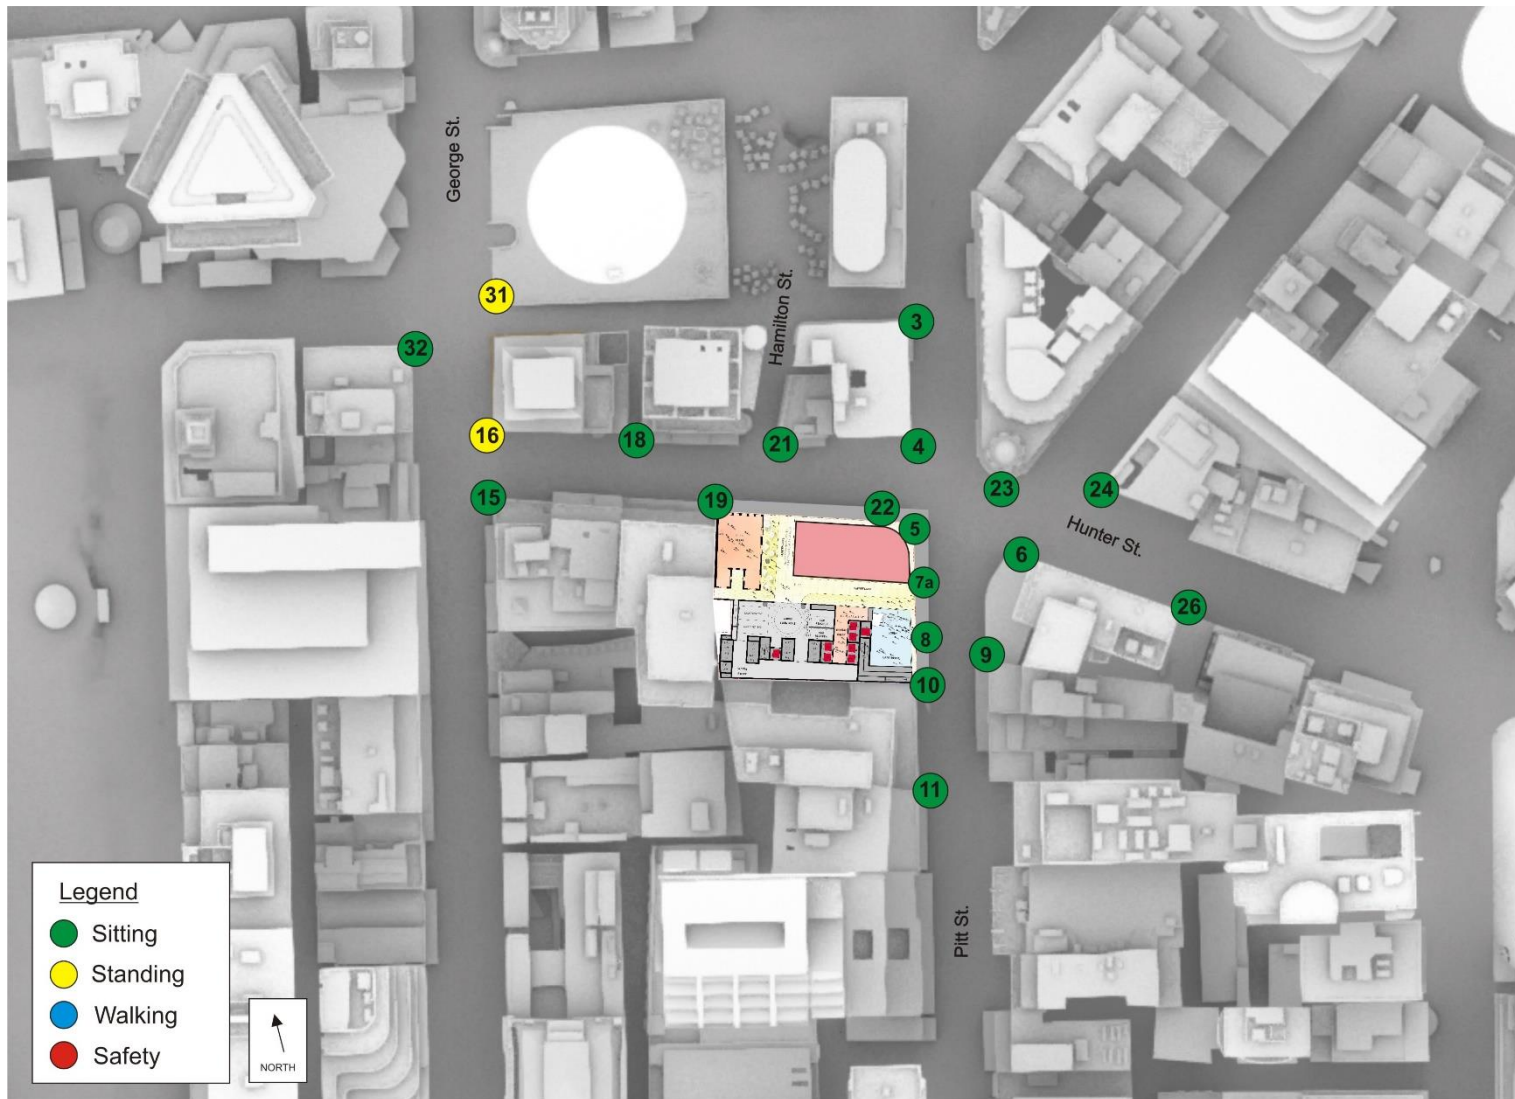 George St.
31
Hamilton St.
3
32
16
18
21
4
15
19
22
5
23
24
Hunter St.
6
7a
8
26
9
10
11
Pitt St.
Legend
Sitting
Standing
Walking
Safety
NORTH